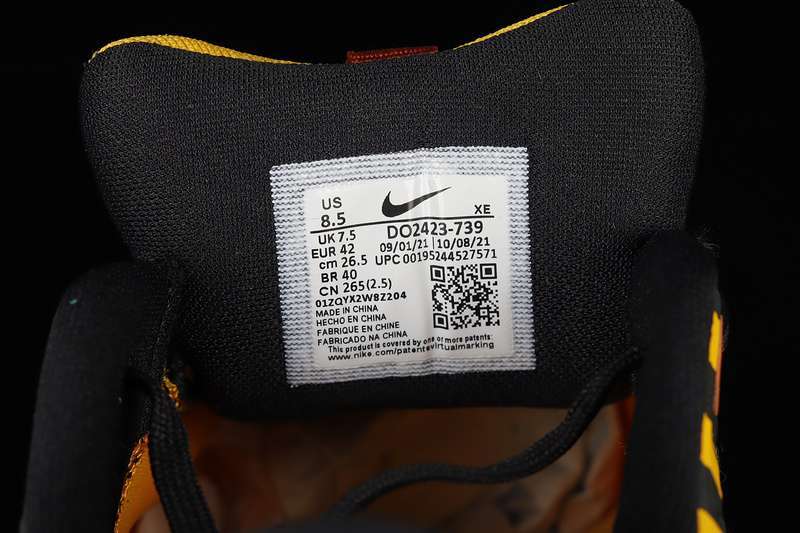 US
8.5
XE
UK 7.5
DO2423-739
EUR 42
09/01/21 10/08/21
cm 26.5
UPC 00195244527571
BR 40
CN 265(2.5)
01ZQYX2W8Z204
MADE IN CHINA
HECHO EN CHINA
FABRIQUE EN CHINE
FABRICADO NA CHINA
This product is covered by one or more patents:
www.nike.com/patentsvirtualmarking